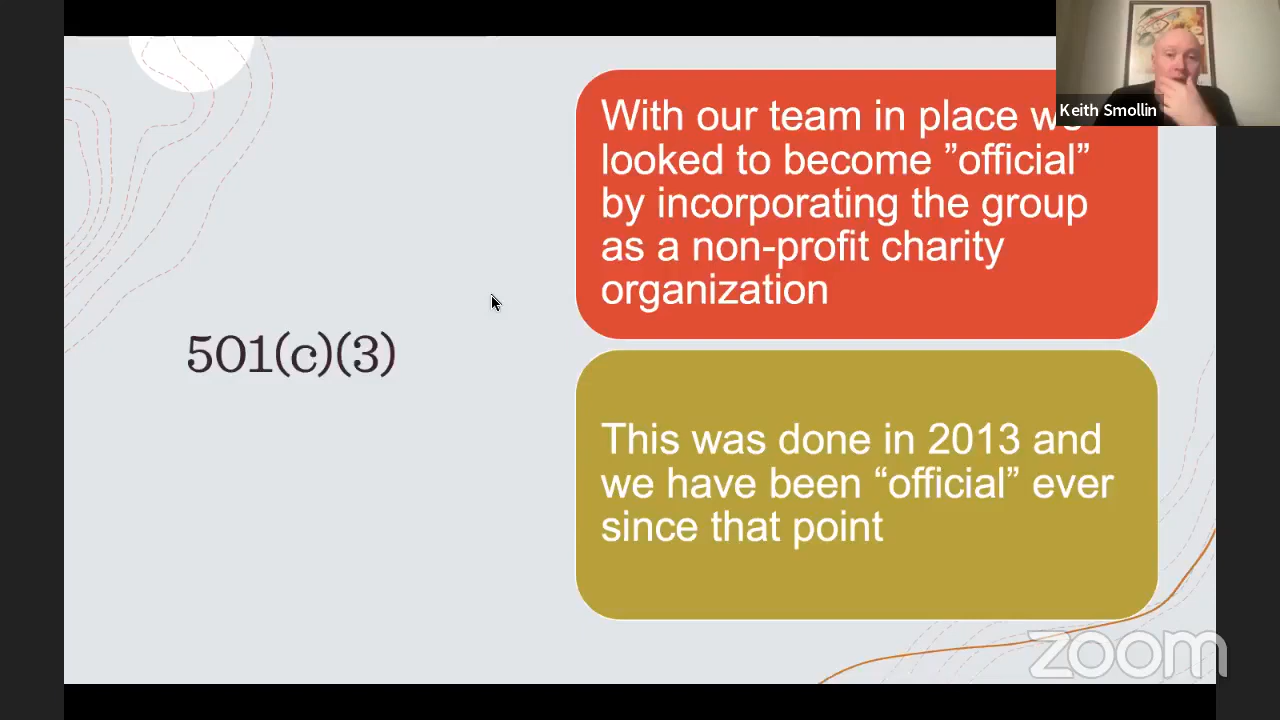 With our team in place we
looked to become ”official”
by incorporating the group
as a non-profit charity
organization
Keith Smollin
501(c)(3)
This was done in 2013 and
we have been “official” ever
since that point
zoom